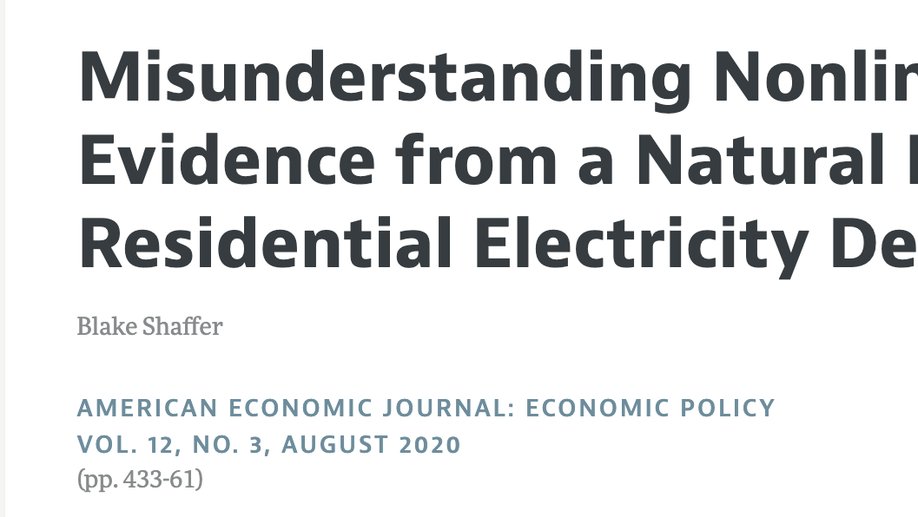 Misunderstanding Nonlin
Evidence from a Natural
Residential Electricity De
Blake Shaffer
AMERICAN ECONOMIC JOURNAL: ECONOMIC POLICY
VOL. 12, NO. 3, AUGUST 2020
(pp. 433-61)